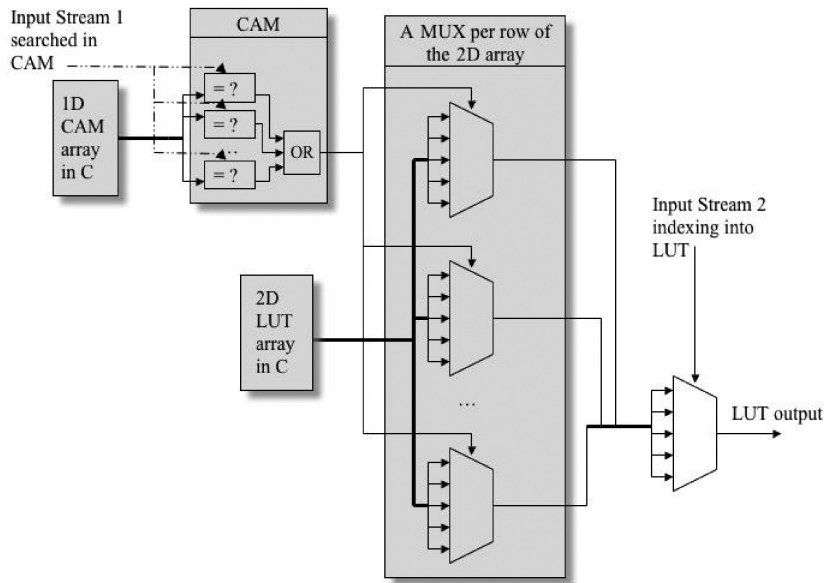 Input Stream 1
searched in
CAM
CAM
1D
CAM
array
in C
= ?
= ?
...
= ?
OR
A MUX per row of
the 2D array
2D
LUT
array
in C
...
Input Stream 2
indexing into
LUT
LUT output